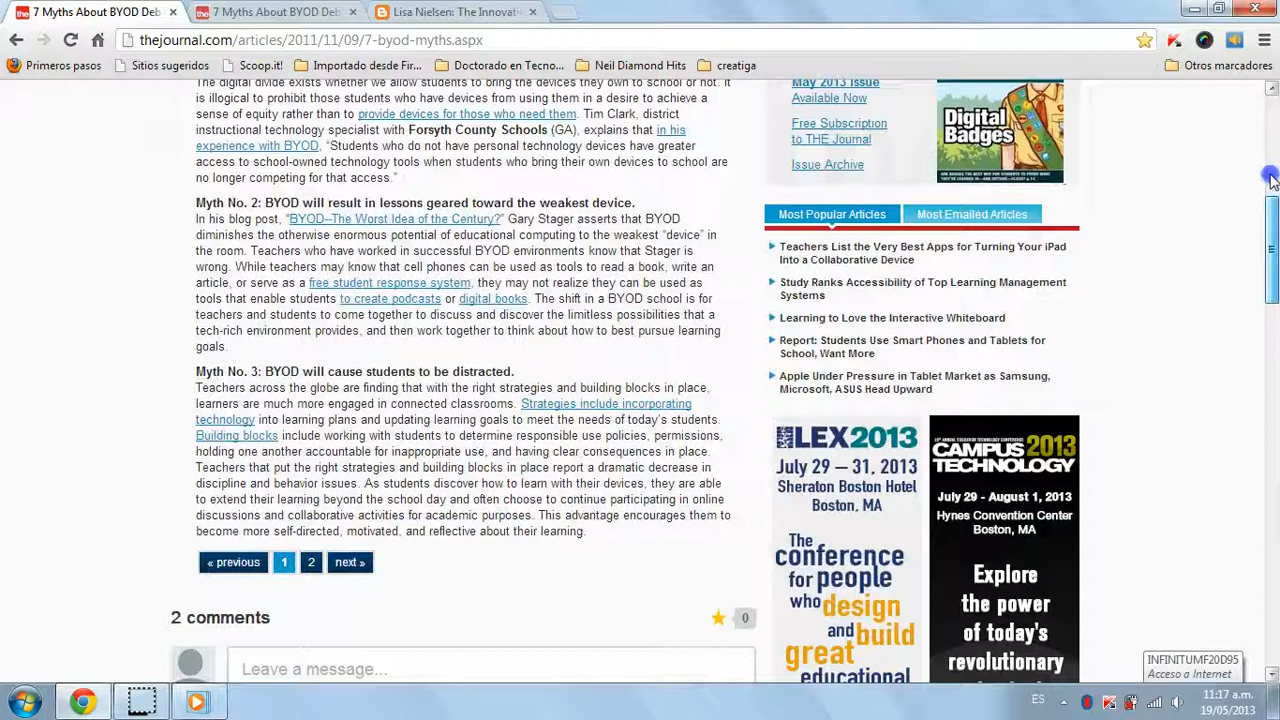 7 Myths About BYOD Deb
7 Myths About BYOD Deb
Lisa Nielsen: The Innovati
thejournal.com/articles/2011/11/09/7-byod-myths.aspx
Primeros pasos
Sitios sugeridos
Scoop.it!
Importado desde Fir...
Doctorado en Tecno...
Neil Diamond Hits
creatiga
Otros marcadores
The digital divide exists whether we allow students to bring the devices they own to school or not. It
is illogical to prohibit those students who have devices from using them in a desire to achieve a
sense of equity rather than to provide devices for those who need them. Tim Clark, district
instructional technology specialist with Forsyth County Schools (GA), explains that in his
experience with BYOD, “Students who do not have personal technology devices have greater
access to school-owned technology tools when students who bring their own devices to school are
no longer competing for that access.”
Myth No. 2: BYOD will result in lessons geared toward the weakest device.
In his blog post, “BYOD–The Worst Idea of the Century?” Gary Stager asserts that BYOD
diminishes the otherwise enormous potential of educational computing to the weakest “device” in
the room. Teachers who have worked in successful BYOD environments know that Stager is
wrong. While teachers may know that cell phones can be used as tools to read a book, write an
article, or serve as a free student response system, they may not realize they can be used as
tools that enable students to create podcasts or digital books. The shift in a BYOD school is for
teachers and students to come together to discuss and discover the limitless possibilities that a
tech-rich environment provides, and then work together to think about how to best pursue learning
goals.
Myth No. 3: BYOD will cause students to be distracted.
Teachers across the globe are finding that with the right strategies and building blocks in place,
learners are much more engaged in connected classrooms. Strategies include incorporating
technology into learning plans and updating learning goals to meet the needs of today’s students.
Building blocks include working with students to determine responsible use policies, permissions,
holding them accountable for inappropriate use, and having clear consequences in place.
Teachers that have the right strategies and building blocks in place report a dramatic decrease in
discipline and behavior issues. As students discover how to learn with their devices, they are able
to extend their learning beyond the school day and often choose to continue participating in online
discussions and collaborative activities for academic purposes. This advantage encourages them to
become more self-directed, motivated, and reflective about their learning.
« previous 1 2 next »
2 comments
0
Leave a message...
May 2013 Issue
Available Now
Free Subscription
to THE Journal
Issue Archive
Digital
Badges
Most Popular Articles
Most Emailed Articles
Teachers List the Very Best Apps for Turning Your iPad
Into a Collaborative Device
Study Ranks Accessibility of Top Learning Management
Systems
Learning to Love the Interactive Whiteboard
Report: Students Use Smart Phones and Tablets for
School, Want More
Apple Under Pressure in Tablet Market as Samsung,
Microsoft, ASUS Head Upward
LEX2013
July 29 – 31, 2013
Sheraton Boston Hotel
Boston, MA
The
conference
for people
who design
and build
great
educational
CAMPUS 2013
TECHNOLOGY
July 29 - August 1, 2013
Hynes Convention Center
Boston, MA
Explore
the power
of today's
revolutionary
INFINITUMF20D95
Acceso a Internet
ES
11:17 a.m.
19/05/2013